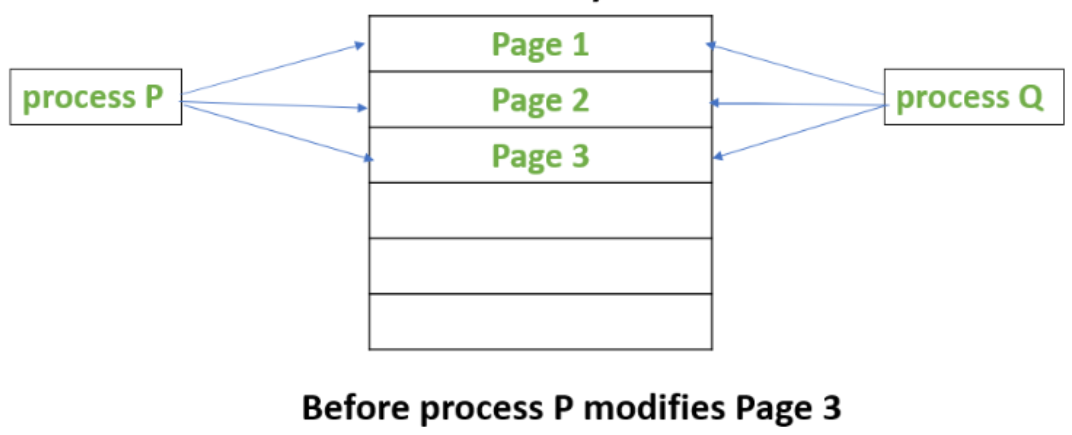 Page 1
process P
Page 2
process Q
Page 3
Before process P modifies Page 3